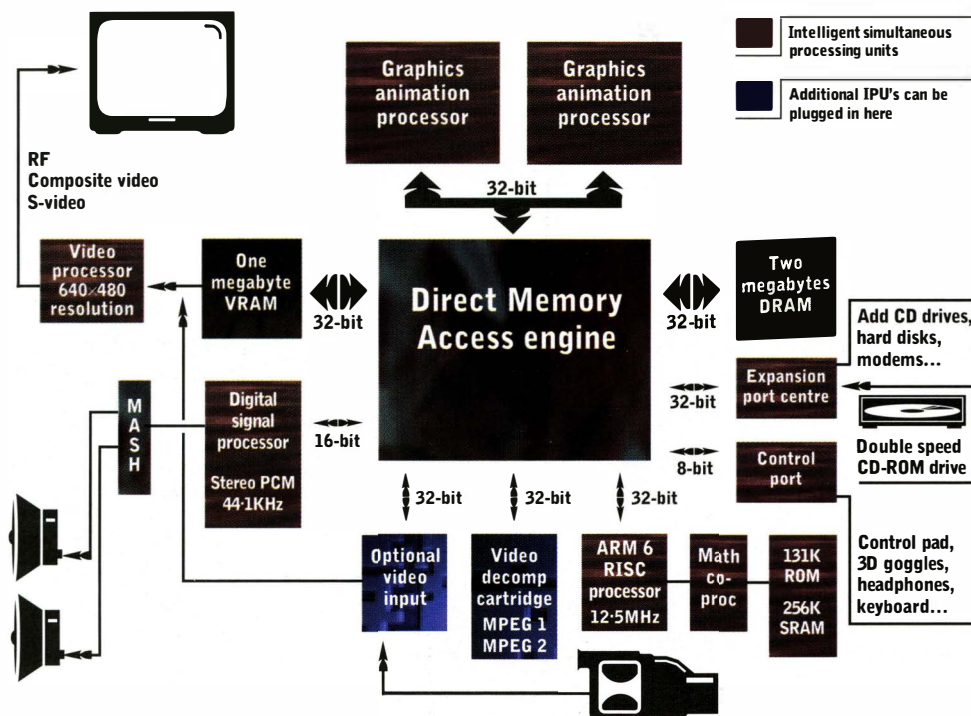 Intelligent simultaneous
processing units
Additional IPU's can be
plugged in here
Graphics
animation
processor
Graphics
animation
processor
32-bit
RF
Composite video
S-video
Video
processor
640×480
resolution
One
megabyte
VRAM
32-bit
Direct Memory
Access engine
32-bit
Two
megabytes
DRAM
Add CD drives,
hard disks,
modems...
Expansion
port centre
32-bit
Double speed
CD-ROM drive
MASH
Digital
signal
processor
Stereo PCM
44·1KHz
16-bit
8-bit
Control
port
Control pad,
3D goggles,
headphones,
keyboard...
32-bit
32-bit
32-bit
Optional
video
input
Video
decomp
cartridge
MPEG 1
MPEG 2
ARM 6
RISC
processor
12·5MHz
Math
co-
proc
131K
ROM
256K
SRAM